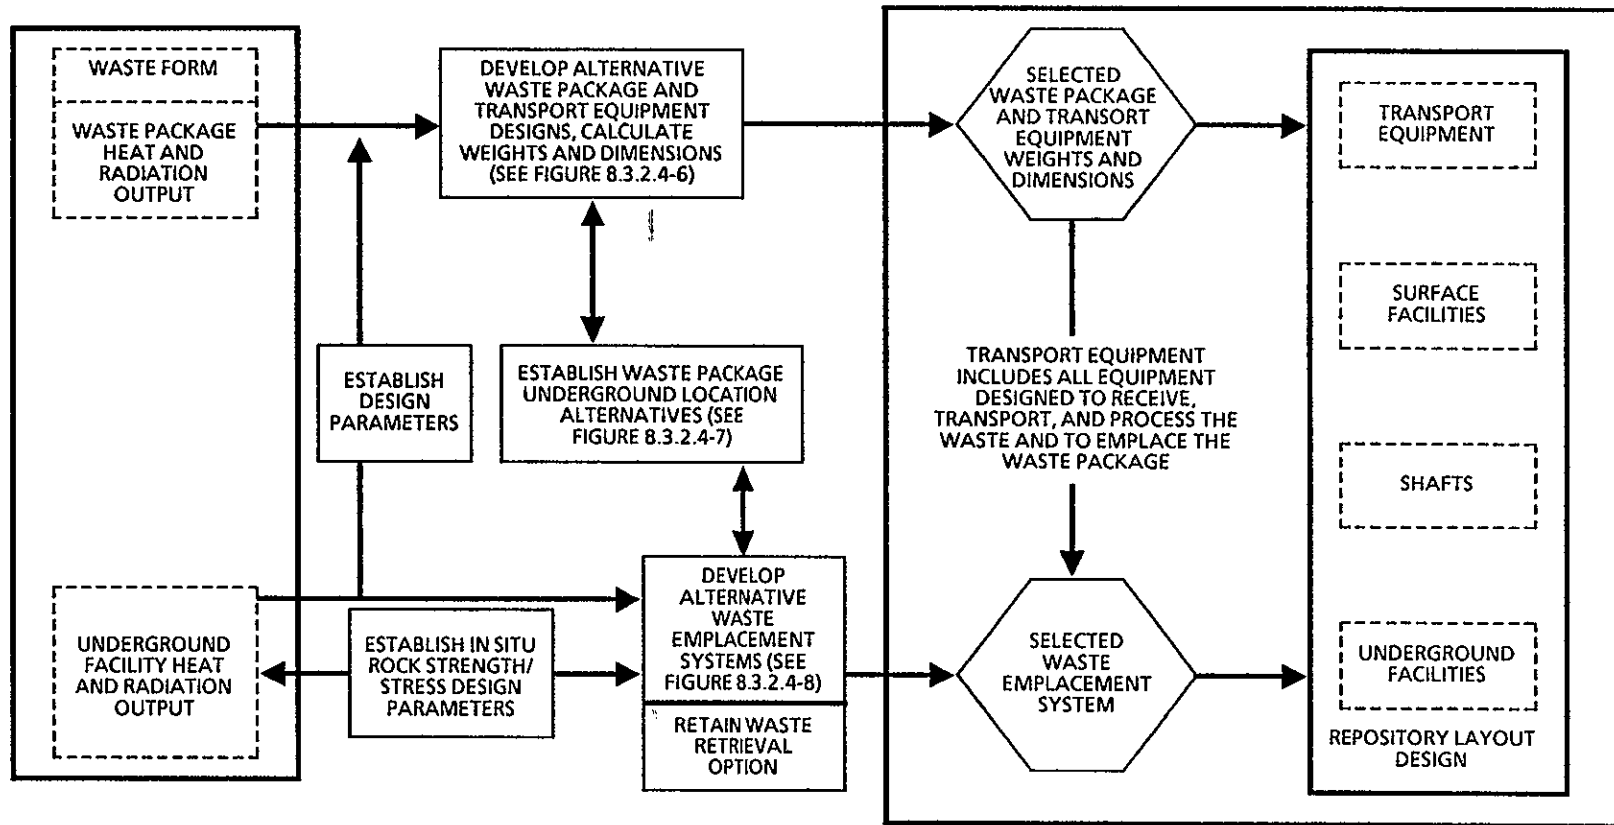 WASTE FORM
WASTE PACKAGE
HEAT AND
RADIATION
OUTPUT
UNDERGROUND
FACILITY HEAT
AND RADIATION
OUTPUT
ESTABLISH
DESIGN
PARAMETERS
ESTABLISH IN SITU
ROCK STRENGTH/
STRESS DESIGN
PARAMETERS
DEVELOP ALTERNATIVE
WASTE PACKAGE AND
TRANSPORT EQUIPMENT
DESIGNS, CALCULATE
WEIGHTS AND DIMENSIONS
(SEE FIGURE 8.3.2.4-6)
ESTABLISH WASTE PACKAGE
UNDERGROUND LOCATION
ALTERNATIVES (SEE
FIGURE 8.3.2.4-7)
DEVELOP
ALTERNATIVE
WASTE
EMPLACEMENT
SYSTEMS (SEE
FIGURE 8.3.2.4-8)
RETAIN WASTE
RETRIEVAL
OPTION
SELECTED
WASTE PACKAGE
AND TRANSORT
EQUIPMENT
WEIGHTS AND
DIMENSIONS
TRANSPORT EQUIPMENT
INCLUDES ALL EQUIPMENT
DESIGNED TO RECEIVE,
TRANSPORT, AND PROCESS THE
WASTE AND TO EMPLACE THE
WASTE PACKAGE
SELECTED
WASTE
EMPLACEMENT
SYSTEM
TRANSPORT
EQUIPMENT
SURFACE
FACILITIES
SHAFTS
UNDERGROUND
FACILITIES
REPOSITORY LAYOUT
DESIGN